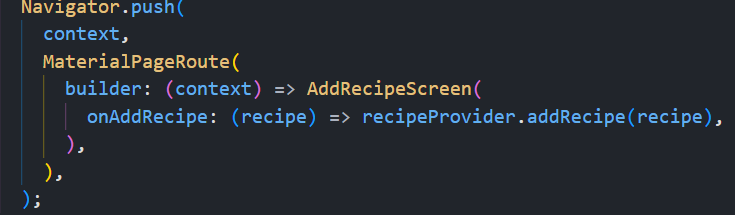 Navigator.push(
context,
MaterialPageRoute(
builder: (context) => AddRecipeScreen(
onAddRecipe: (recipe) => recipeProvider.addRecipe(recipe),
),
),
);